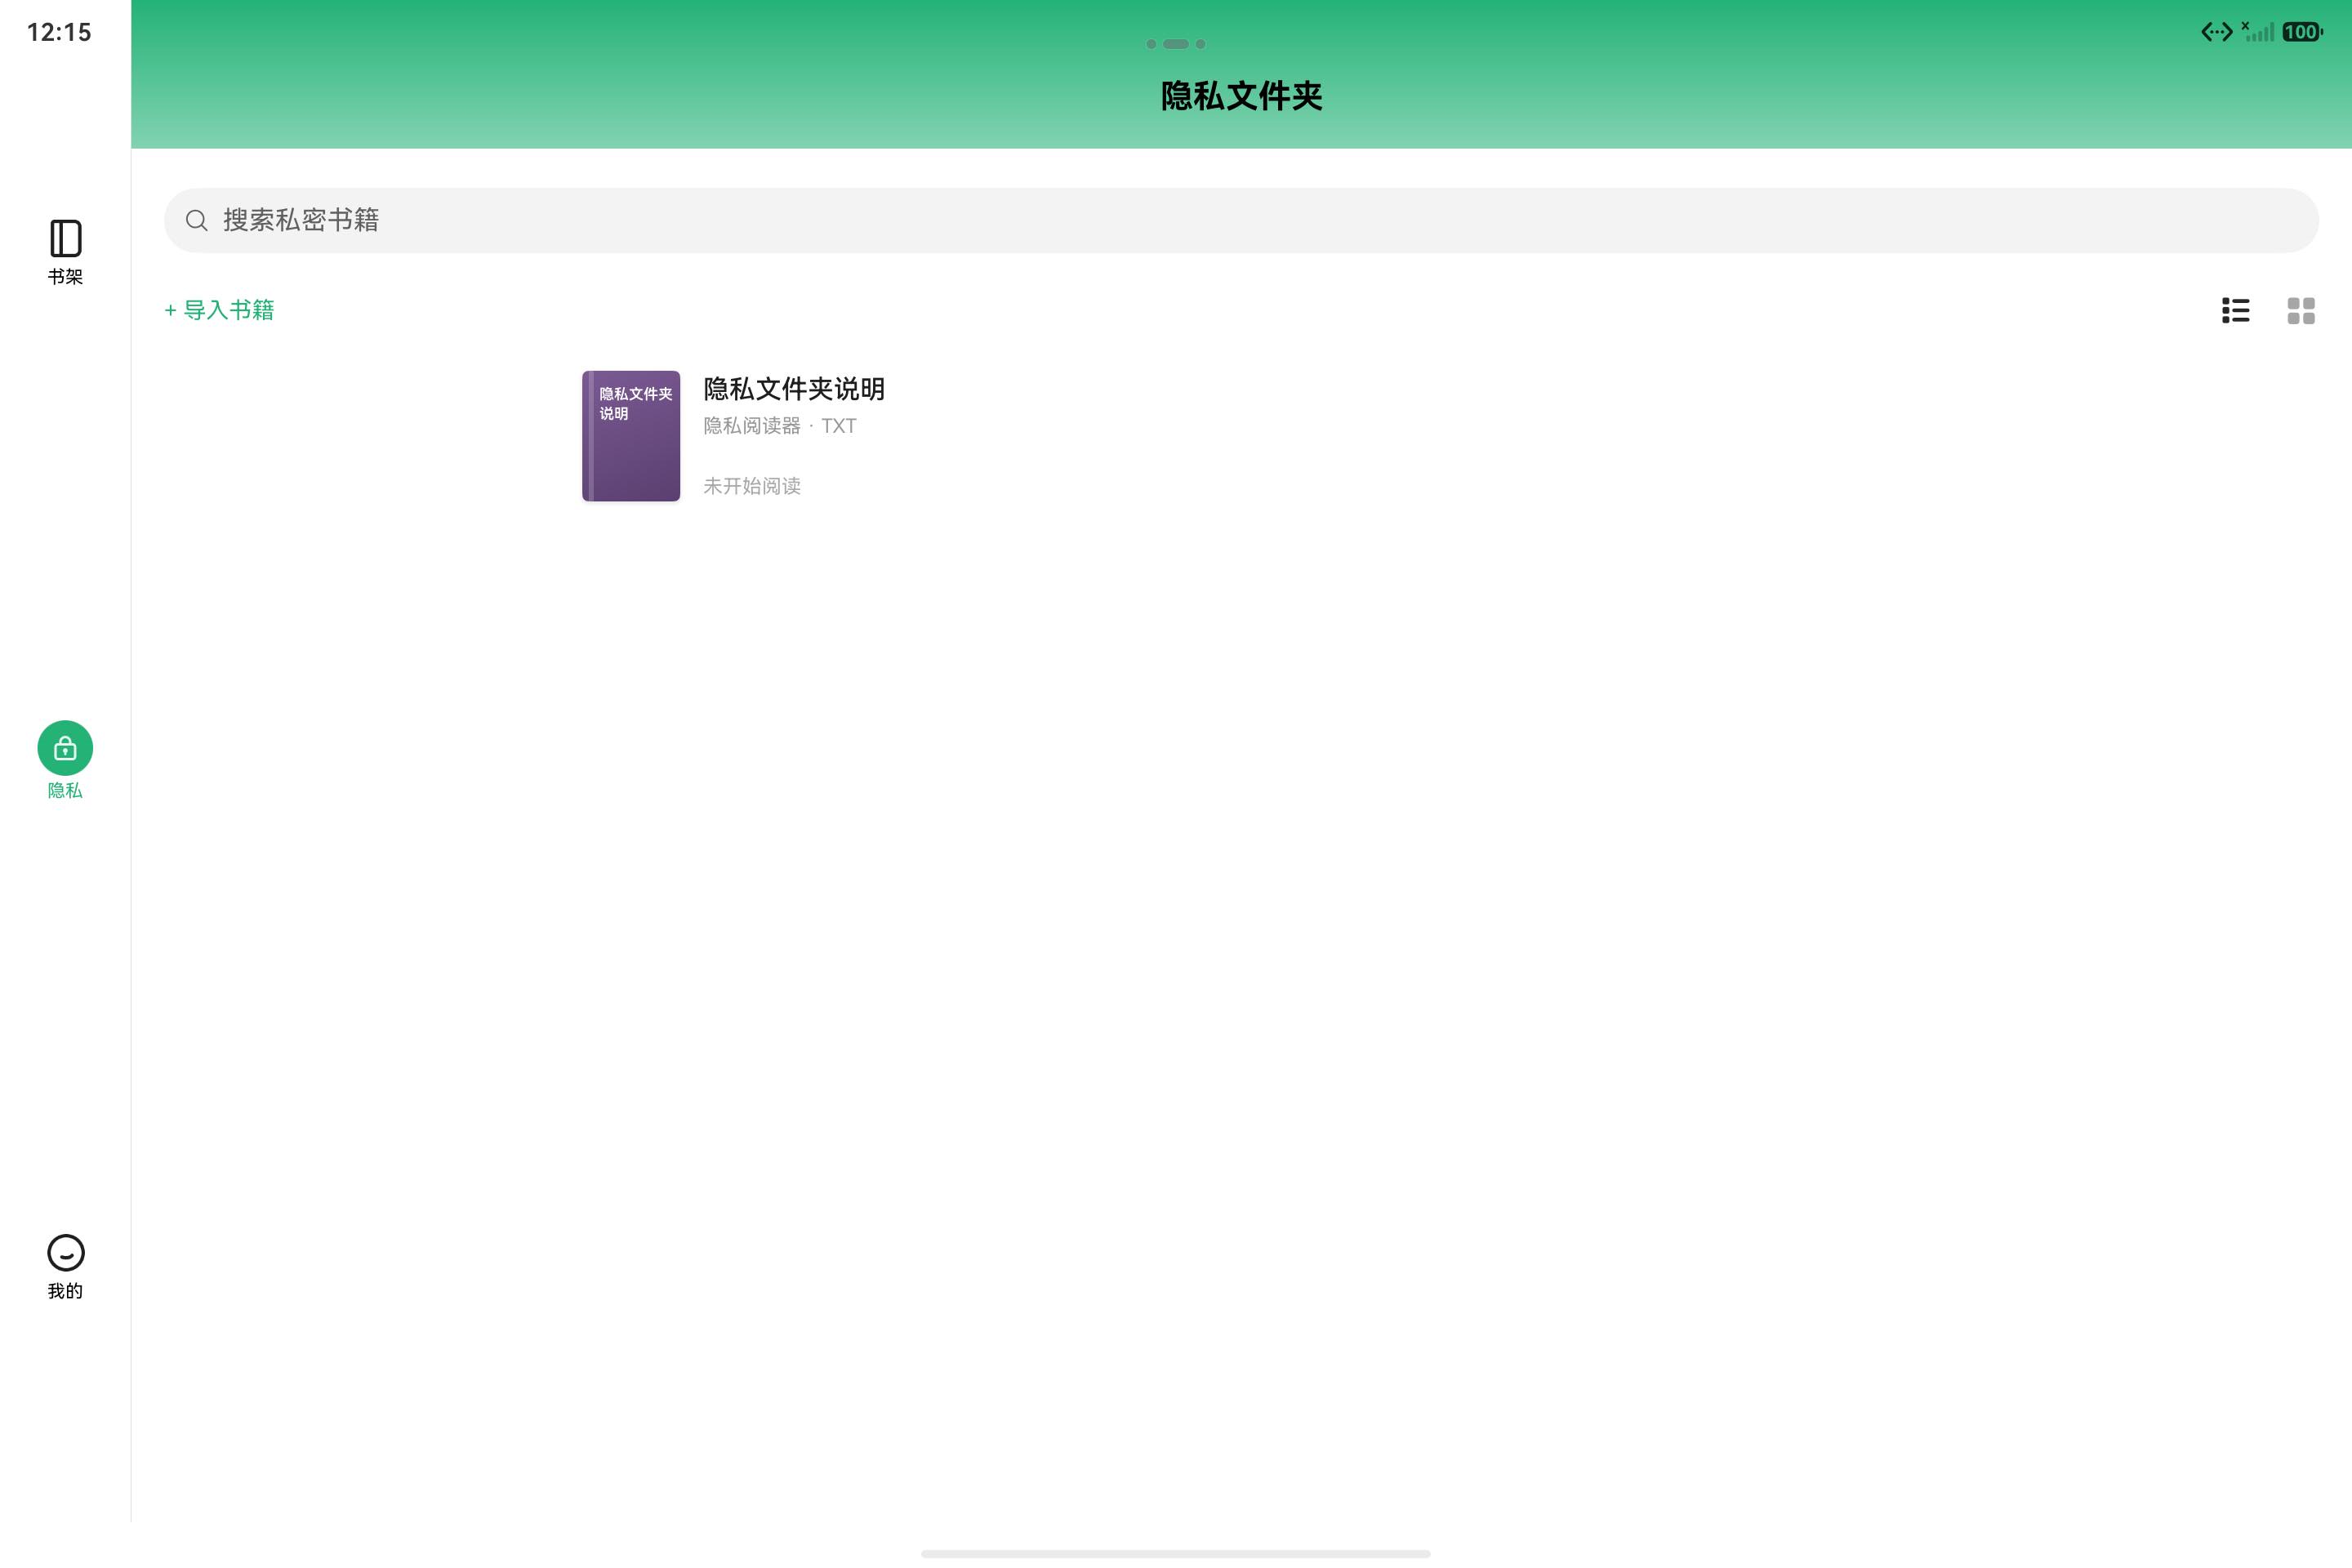 12:15
100
隐私文件夹
搜索私密书籍
书架
+ 导入书籍
隐私文件夹
说明
隐私文件夹说明
隐私阅读器 · TXT
未开始阅读
隐私
我的